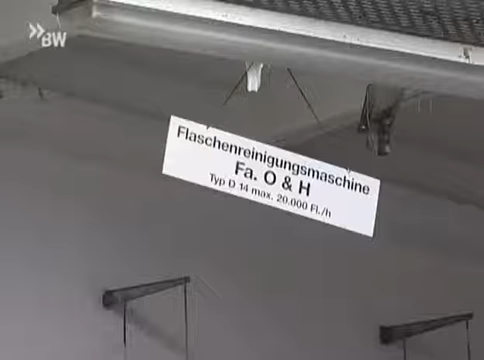 »BW
Flaschenreinigungsmaschine
Fa. O & H
Typ D 14 max. 20.000 Fl./h